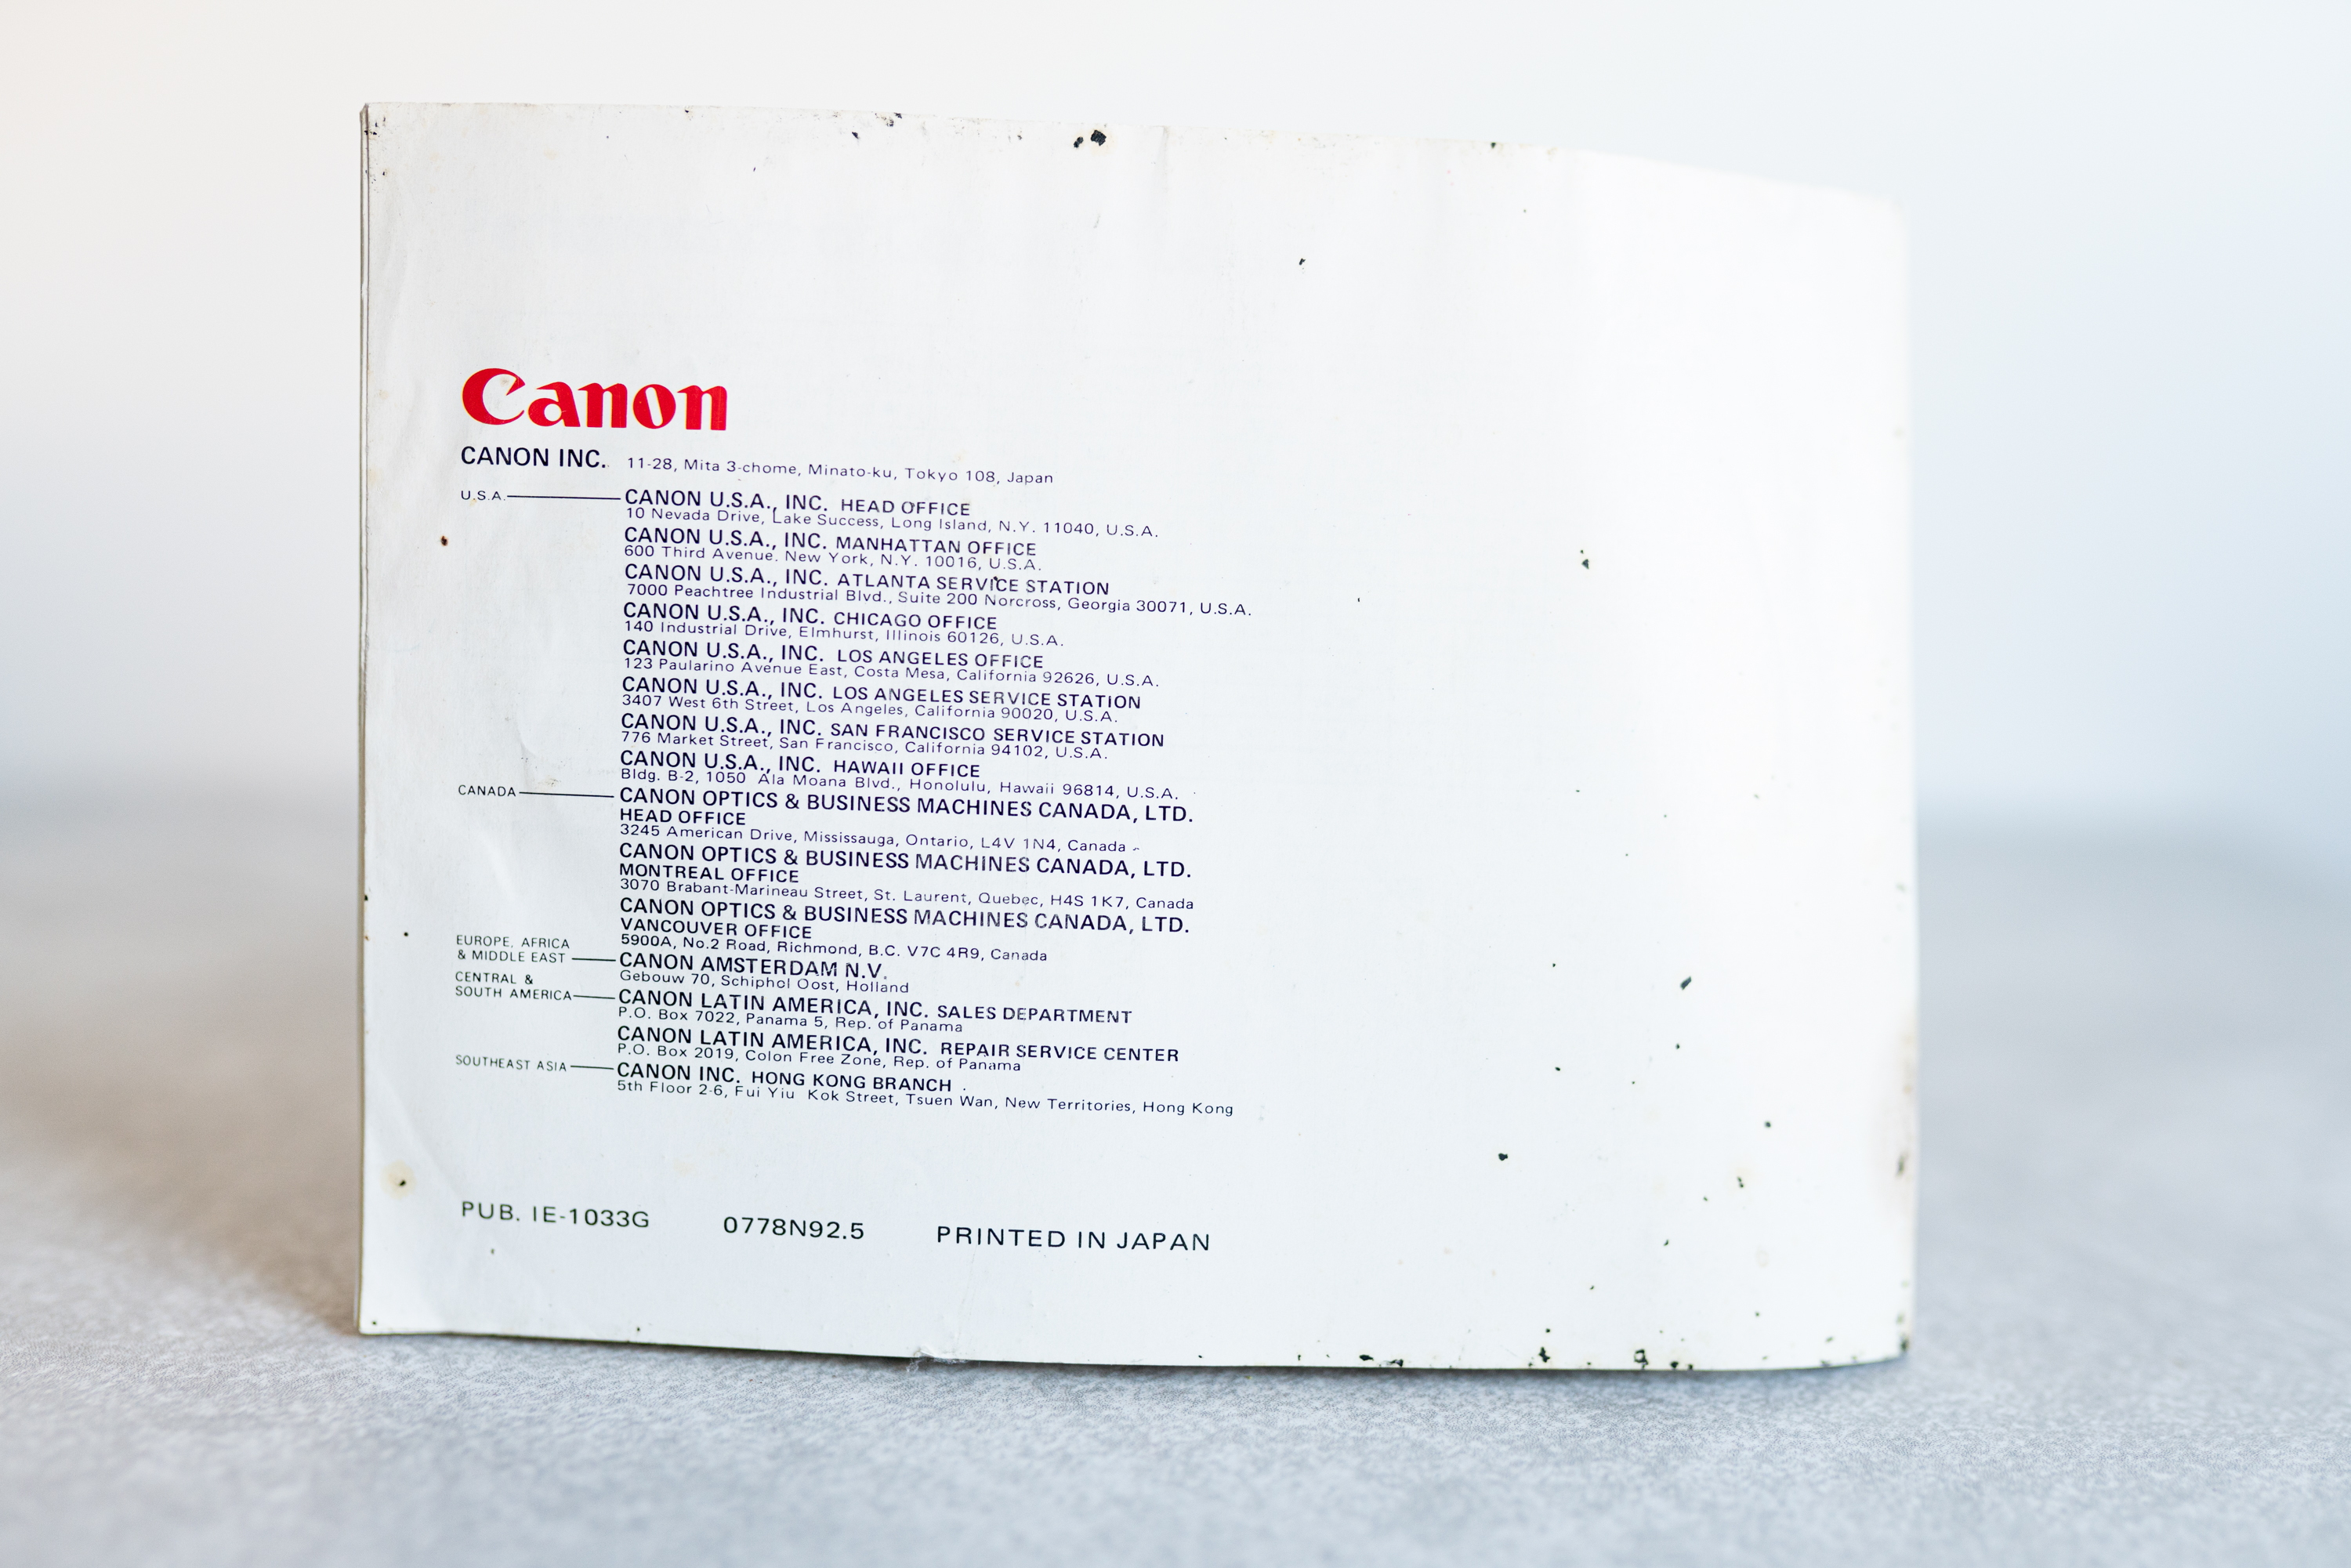 Canon
CANON INC. 11-28, Mita 3-chome, Minato-ku, Tokyo 108, Japan
U.S.A. CANON U.S.A., INC. HEAD OFFICE
10 Nevada Drive, Lake Success, Long Island, N.Y. 11040, U.S.A.
CANON U.S.A., INC. MANHATTAN OFFICE
600 Third Avenue. New York, N.Y. 10016, U.S.A.
CANON U.S.A., INC. ATLANTA SERVICE STATION
7000 Peachtree Industrial Blvd., Suite 200 Norcross, Georgia 30071, U.S.A.
CANON U.S.A., INC. CHICAGO OFFICE
140 Industrial Drive, Elmhurst, Illinois 60126, U.S.A.
CANON U.S.A., INC. LOS ANGELES OFFICE
123 Paularino Avenue East, Costa Mesa, California 92626, U.S.A.
CANON U.S.A., INC. LOS ANGELES SERVICE STATION
3407 West 6th Street, Los Angeles, California 90020, U.S.A.
CANON U.S.A., INC. SAN FRANCISCO SERVICE STATION
776 Market Street, San Francisco, California 94102, U.S.A.
CANON U.S.A., INC. HAWAII OFFICE
Bldg. B-2, 1050 Ala Moana Blvd., Honolulu, Hawaii 96814, U.S.A.
CANADA CANON OPTICS & BUSINESS MACHINES CANADA, LTD.
HEAD OFFICE
3245 American Drive, Mississauga, Ontario, L4V 1N4, Canada
CANON OPTICS & BUSINESS MACHINES CANADA, LTD.
MONTREAL OFFICE
3070 Brabant-Marineau Street, St. Laurent, Quebec, H4S 1K7, Canada
CANON OPTICS & BUSINESS MACHINES CANADA, LTD.
VANCOUVER OFFICE
5900A, No.2 Road, Richmond, B.C. V7C 4R9, Canada
EUROPE, AFRICA
& MIDDLE EAST CANON AMSTERDAM N.V.
Gebouw 70, Schiphol Oost, Holland
CENTRAL &
SOUTH AMERICA CANON LATIN AMERICA, INC. SALES DEPARTMENT
P.O. Box 7022, Panama 5, Rep. of Panama
CANON LATIN AMERICA, INC. REPAIR SERVICE CENTER
P.O. Box 2019, Colon Free Zone, Rep. of Panama
SOUTHEAST ASIA CANON INC. HONG KONG BRANCH
5th Floor 2-6, Fui Yiu Kok Street, Tsuen Wan, New Territories, Hong Kong
PUB. IE-1033G 0778N92.5 PRINTED IN JAPAN